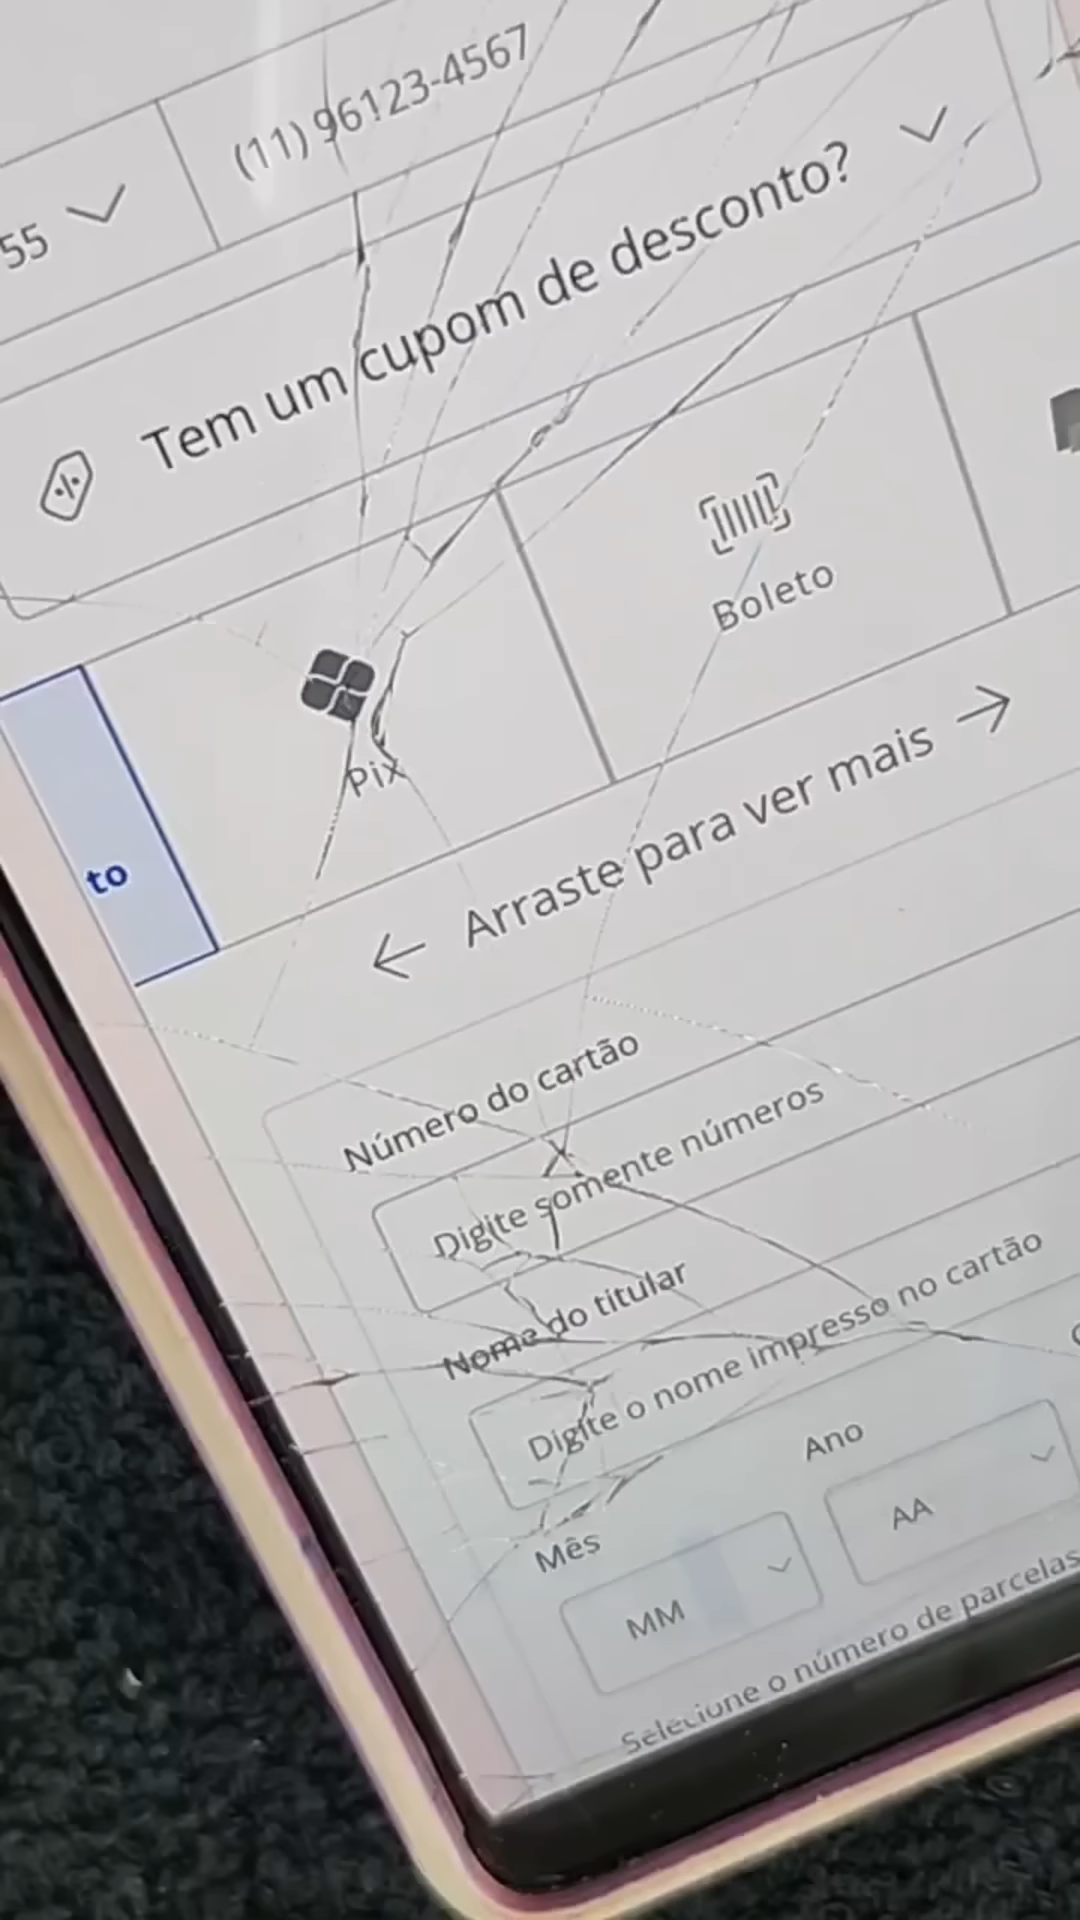 55
(11) 96123-4567
Tem um cupom de desconto?
to
Pix
Boleto
← Arraste para ver mais →
Número do cartão
Digite somente números
Nome do titular
Digite o nome impresso no cartão
Mês
Ano
MM
AA
Selecione o número de parcelas